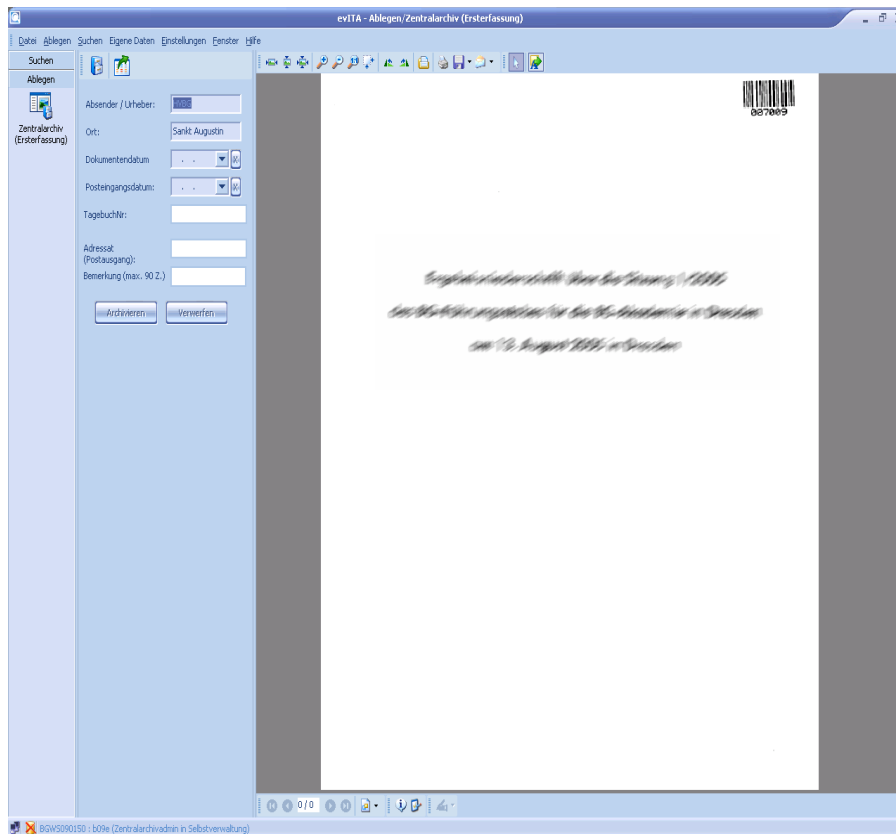 evITA - Ablegen/Zentralarchiv (Ersterfassung)
Datei Ablegen Suchen Eigene Daten Einstellungen Fenster Hilfe
Suchen
Ablegen
Zentralarchiv
(Ersterfassung)
Absender / Urheber:
Ort: Sankt Augustin
Dokumentendatum . .
Posteingangsdatum: . .
TagebuchNr:
Adressat
(Postausgang):
Bemerkung (max. 90 Z.)
Archivieren Verwerfen
007009
0/0
BGWS090150 : b09e (Zentralarchivadmin in Selbstverwaltung)